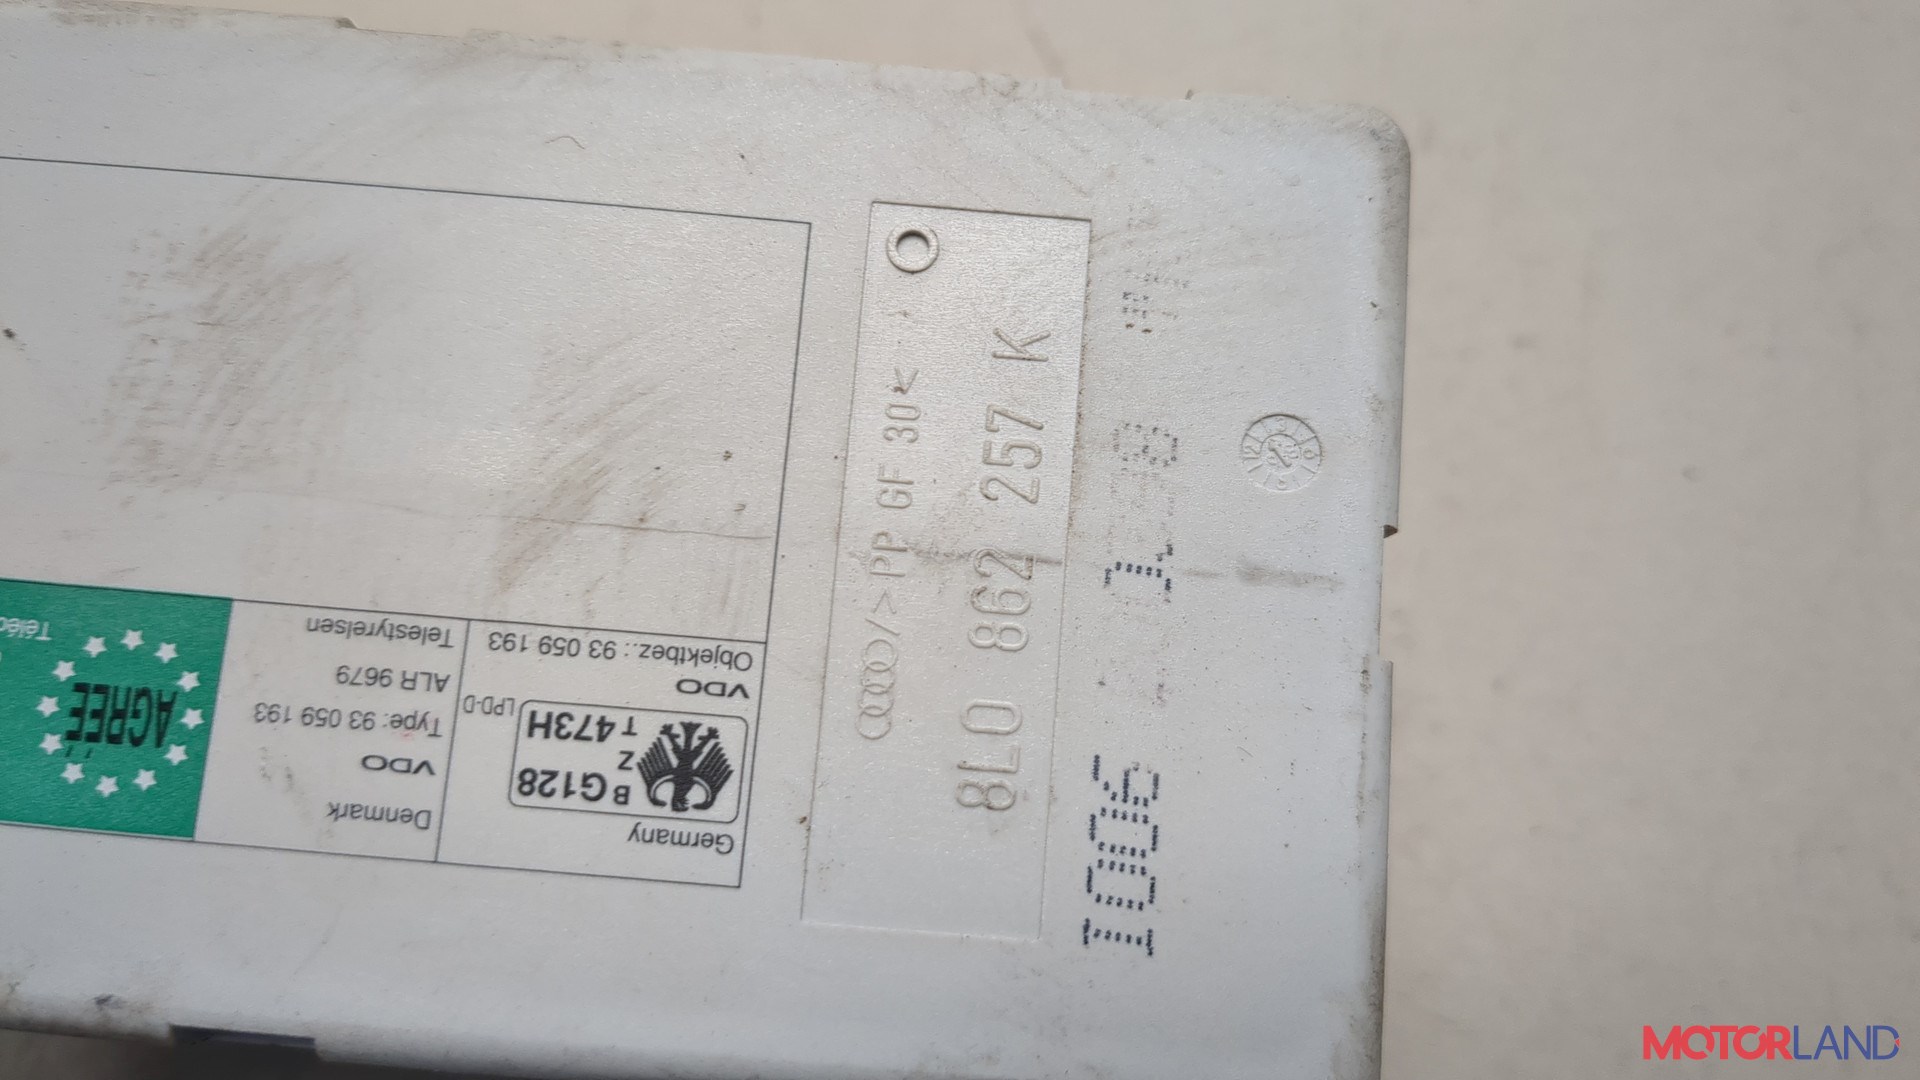 >PP GF 30<
8L0 862 257 K
Germany
B G128
Z
T 473H
LPD-D
VDO
Objektbez.: 93 059 193
Denmark
VDO
Type: 93 059 193
ALR 9679
Telestyrelsen
AGRÉÉ
MOTORLAND